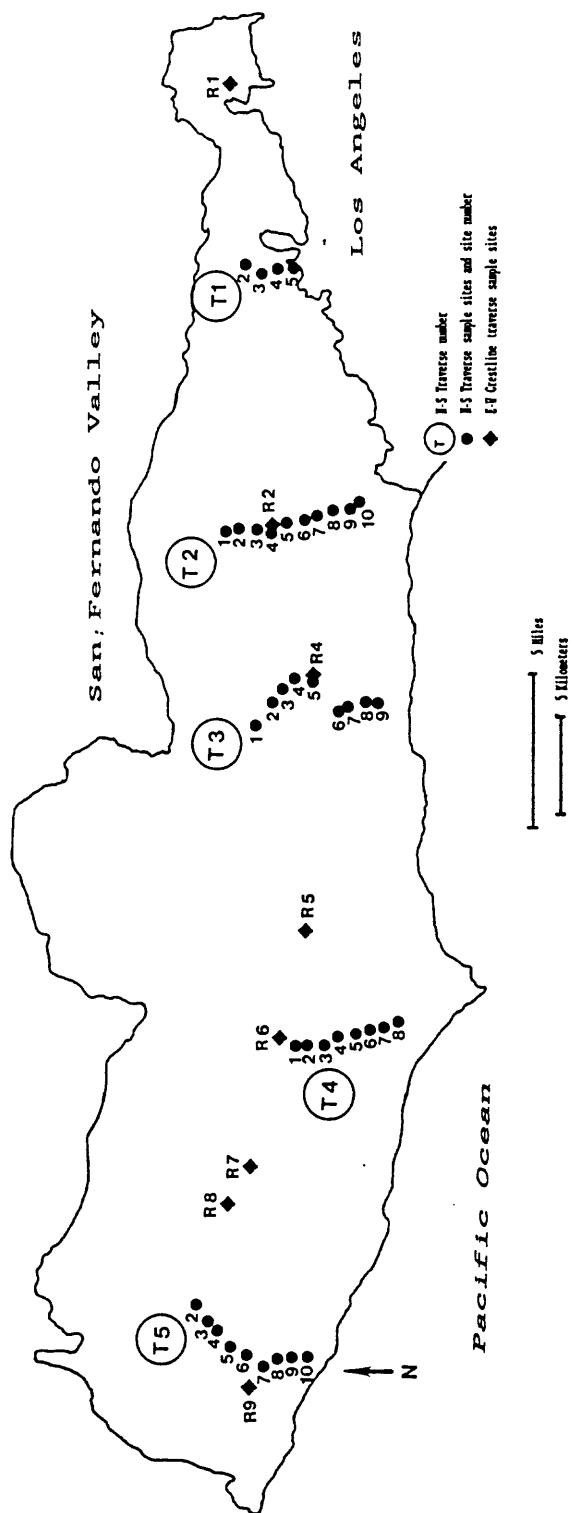 San Fernando Valley
Los Angeles
Pacific Ocean
T5
2
3
4
5
6
7
8
9
10
R9
R8
R7
R6
T4
1
2
3
4
5
6
7
8
R5
T3
1
2
3
4
5
R4
6
7
8
9
T2
1
2
3
4
R2
5
6
7
8
9
10
T1
2
3
4
5
R1
N
5 Miles
5 Kilometers
T N-S Traverse number
N-S Traverse sample sites and site number
E-W Crestline traverse sample sites